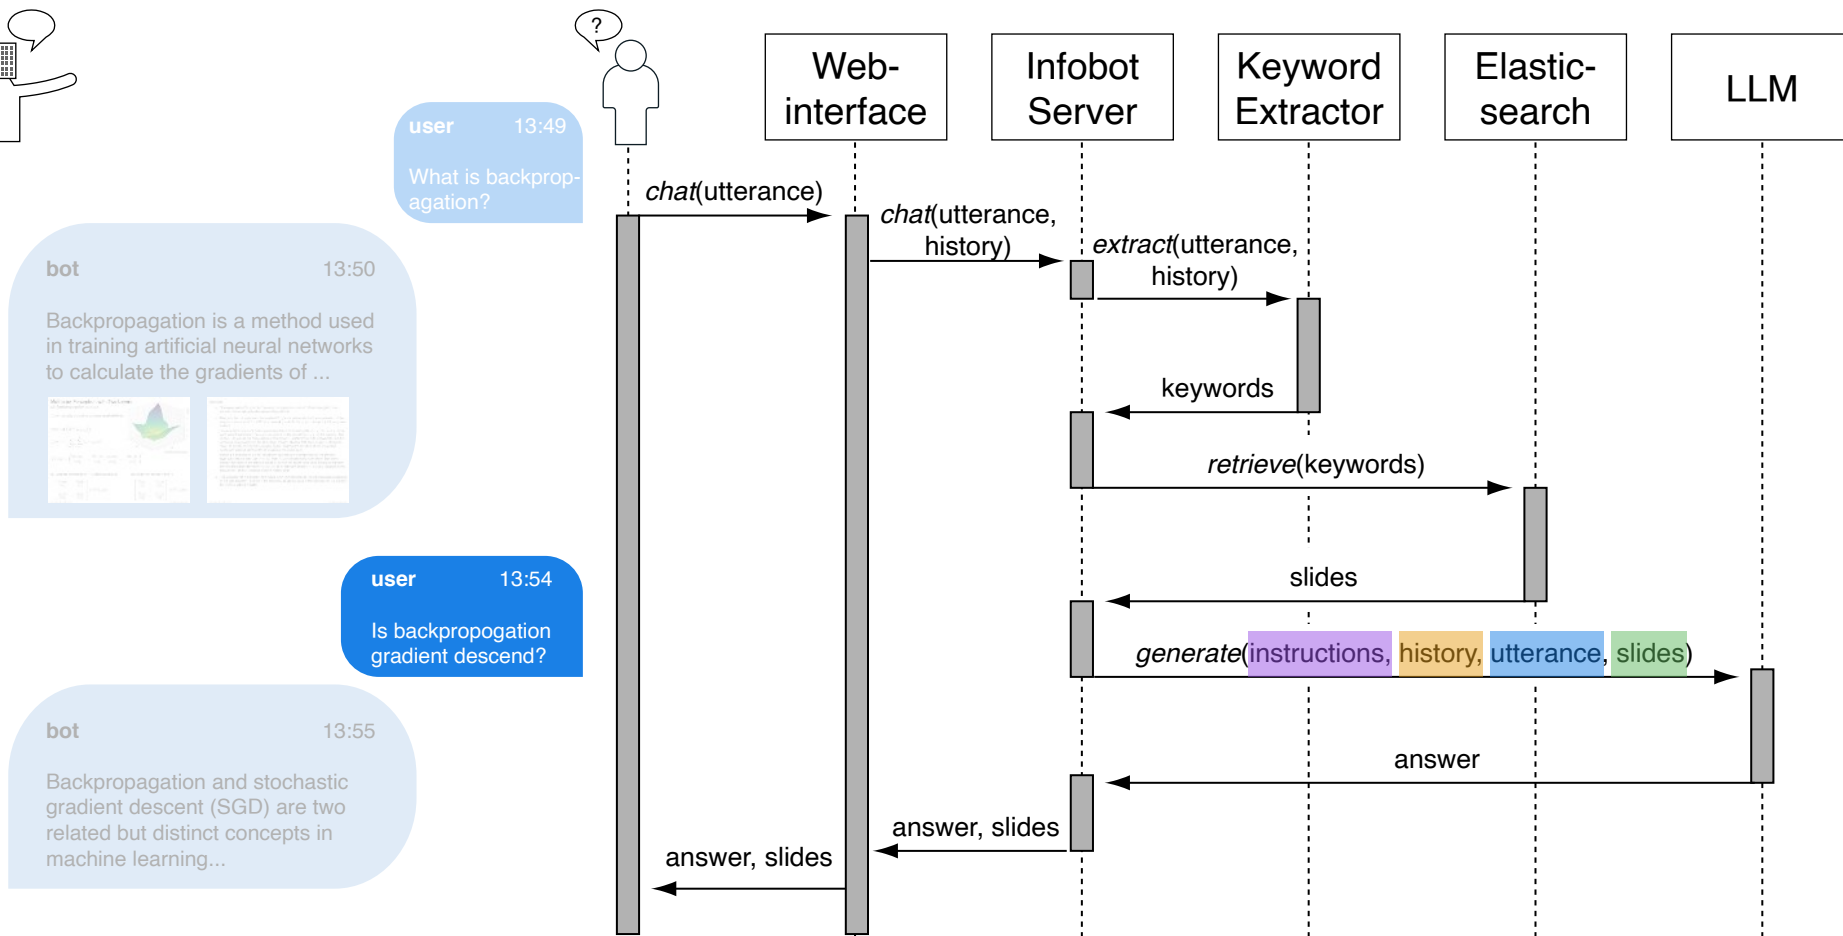 ?
Web-
interface
Infobot
Server
Keyword
Extractor
Elastic-
search
LLM
user 13:49
What is backprop-
agation?
bot 13:50
Backpropagation is a method used
in training artificial neural networks
to calculate the gradients of ...
user 13:54
Is backpropogation
gradient descend?
bot 13:55
Backpropagation and stochastic
gradient descent (SGD) are two
related but distinct concepts in
machine learning...
chat(utterance)
chat(utterance,
history)
extract(utterance,
history)
keywords
retrieve(keywords)
slides
generate(instructions, history, utterance, slides)
answer
answer, slides
answer, slides